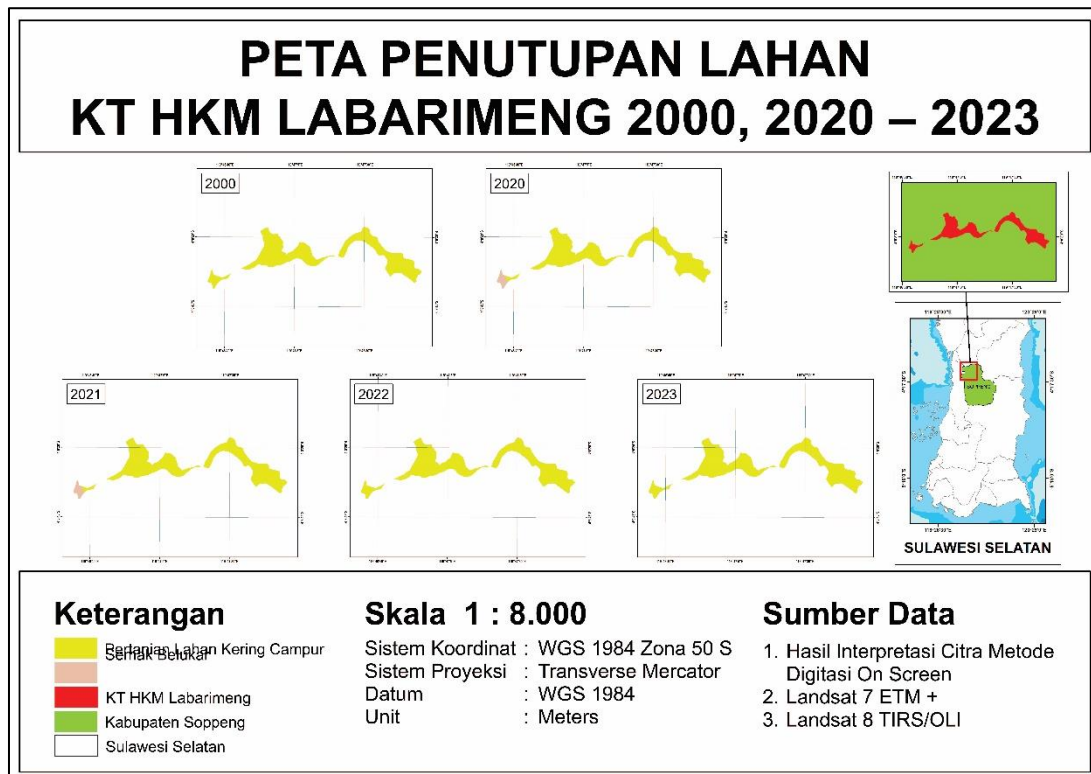 PETA PENUTUPAN LAHAN
KT HKM LABARIMENG 2000, 2020 – 2023
2000
2020
2021
2022
2023
SOPPENG
SULAWESI SELATAN
Keterangan
Pertanian Lahan Kering Campur
Semak Belukar
KT HKM Labarimeng
Kabupaten Soppeng
Sulawesi Selatan
Skala 1 : 8.000
Sistem Koordinat : WGS 1984 Zona 50 S
Sistem Proyeksi : Transverse Mercator
Datum : WGS 1984
Unit : Meters
Sumber Data
1. Hasil Interpretasi Citra Metode
Digitasi On Screen
2. Landsat 7 ETM +
3. Landsat 8 TIRS/OLI